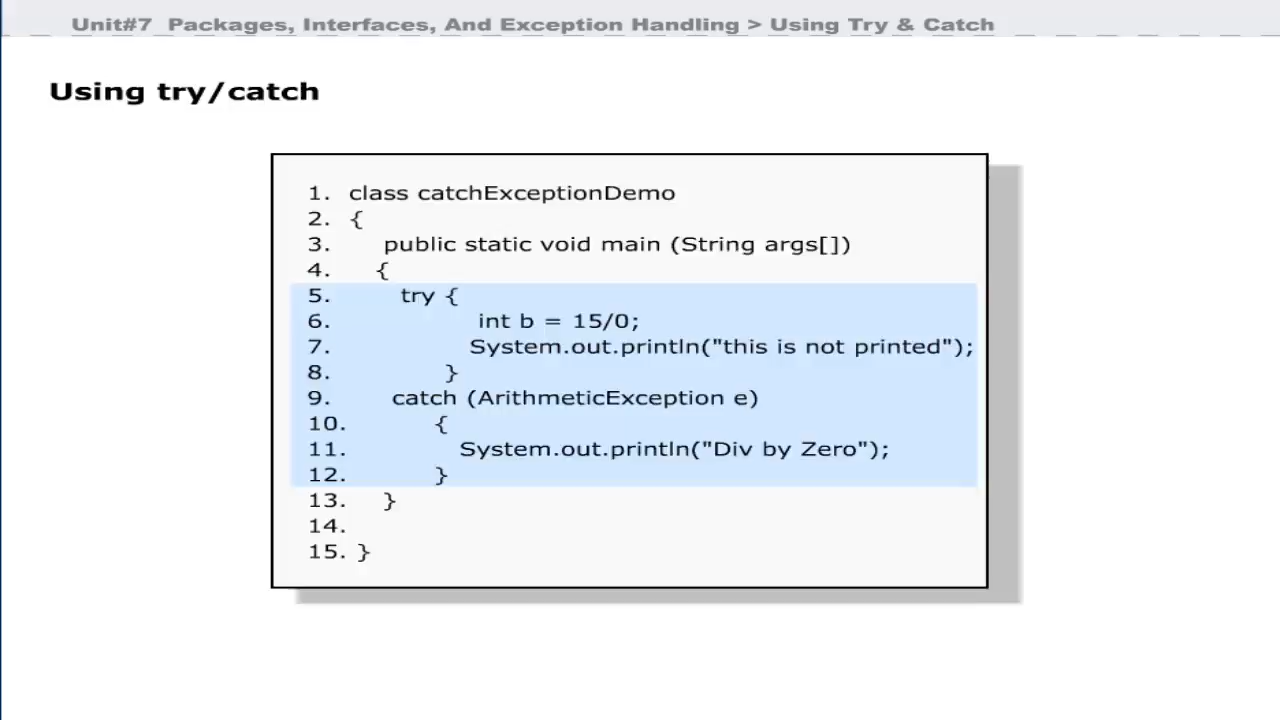 Unit#7 Packages, Interfaces, And Exception Handling > Using Try & Catch
Using try/catch
1. class catchExceptionDemo
2. {
3. public static void main (String args[])
4. {
5. try {
6. int b = 15/0;
7. System.out.println("this is not printed");
8. }
9. catch (ArithmeticException e)
10. {
11. System.out.println("Div by Zero");
12. }
13. }
14.
15. }